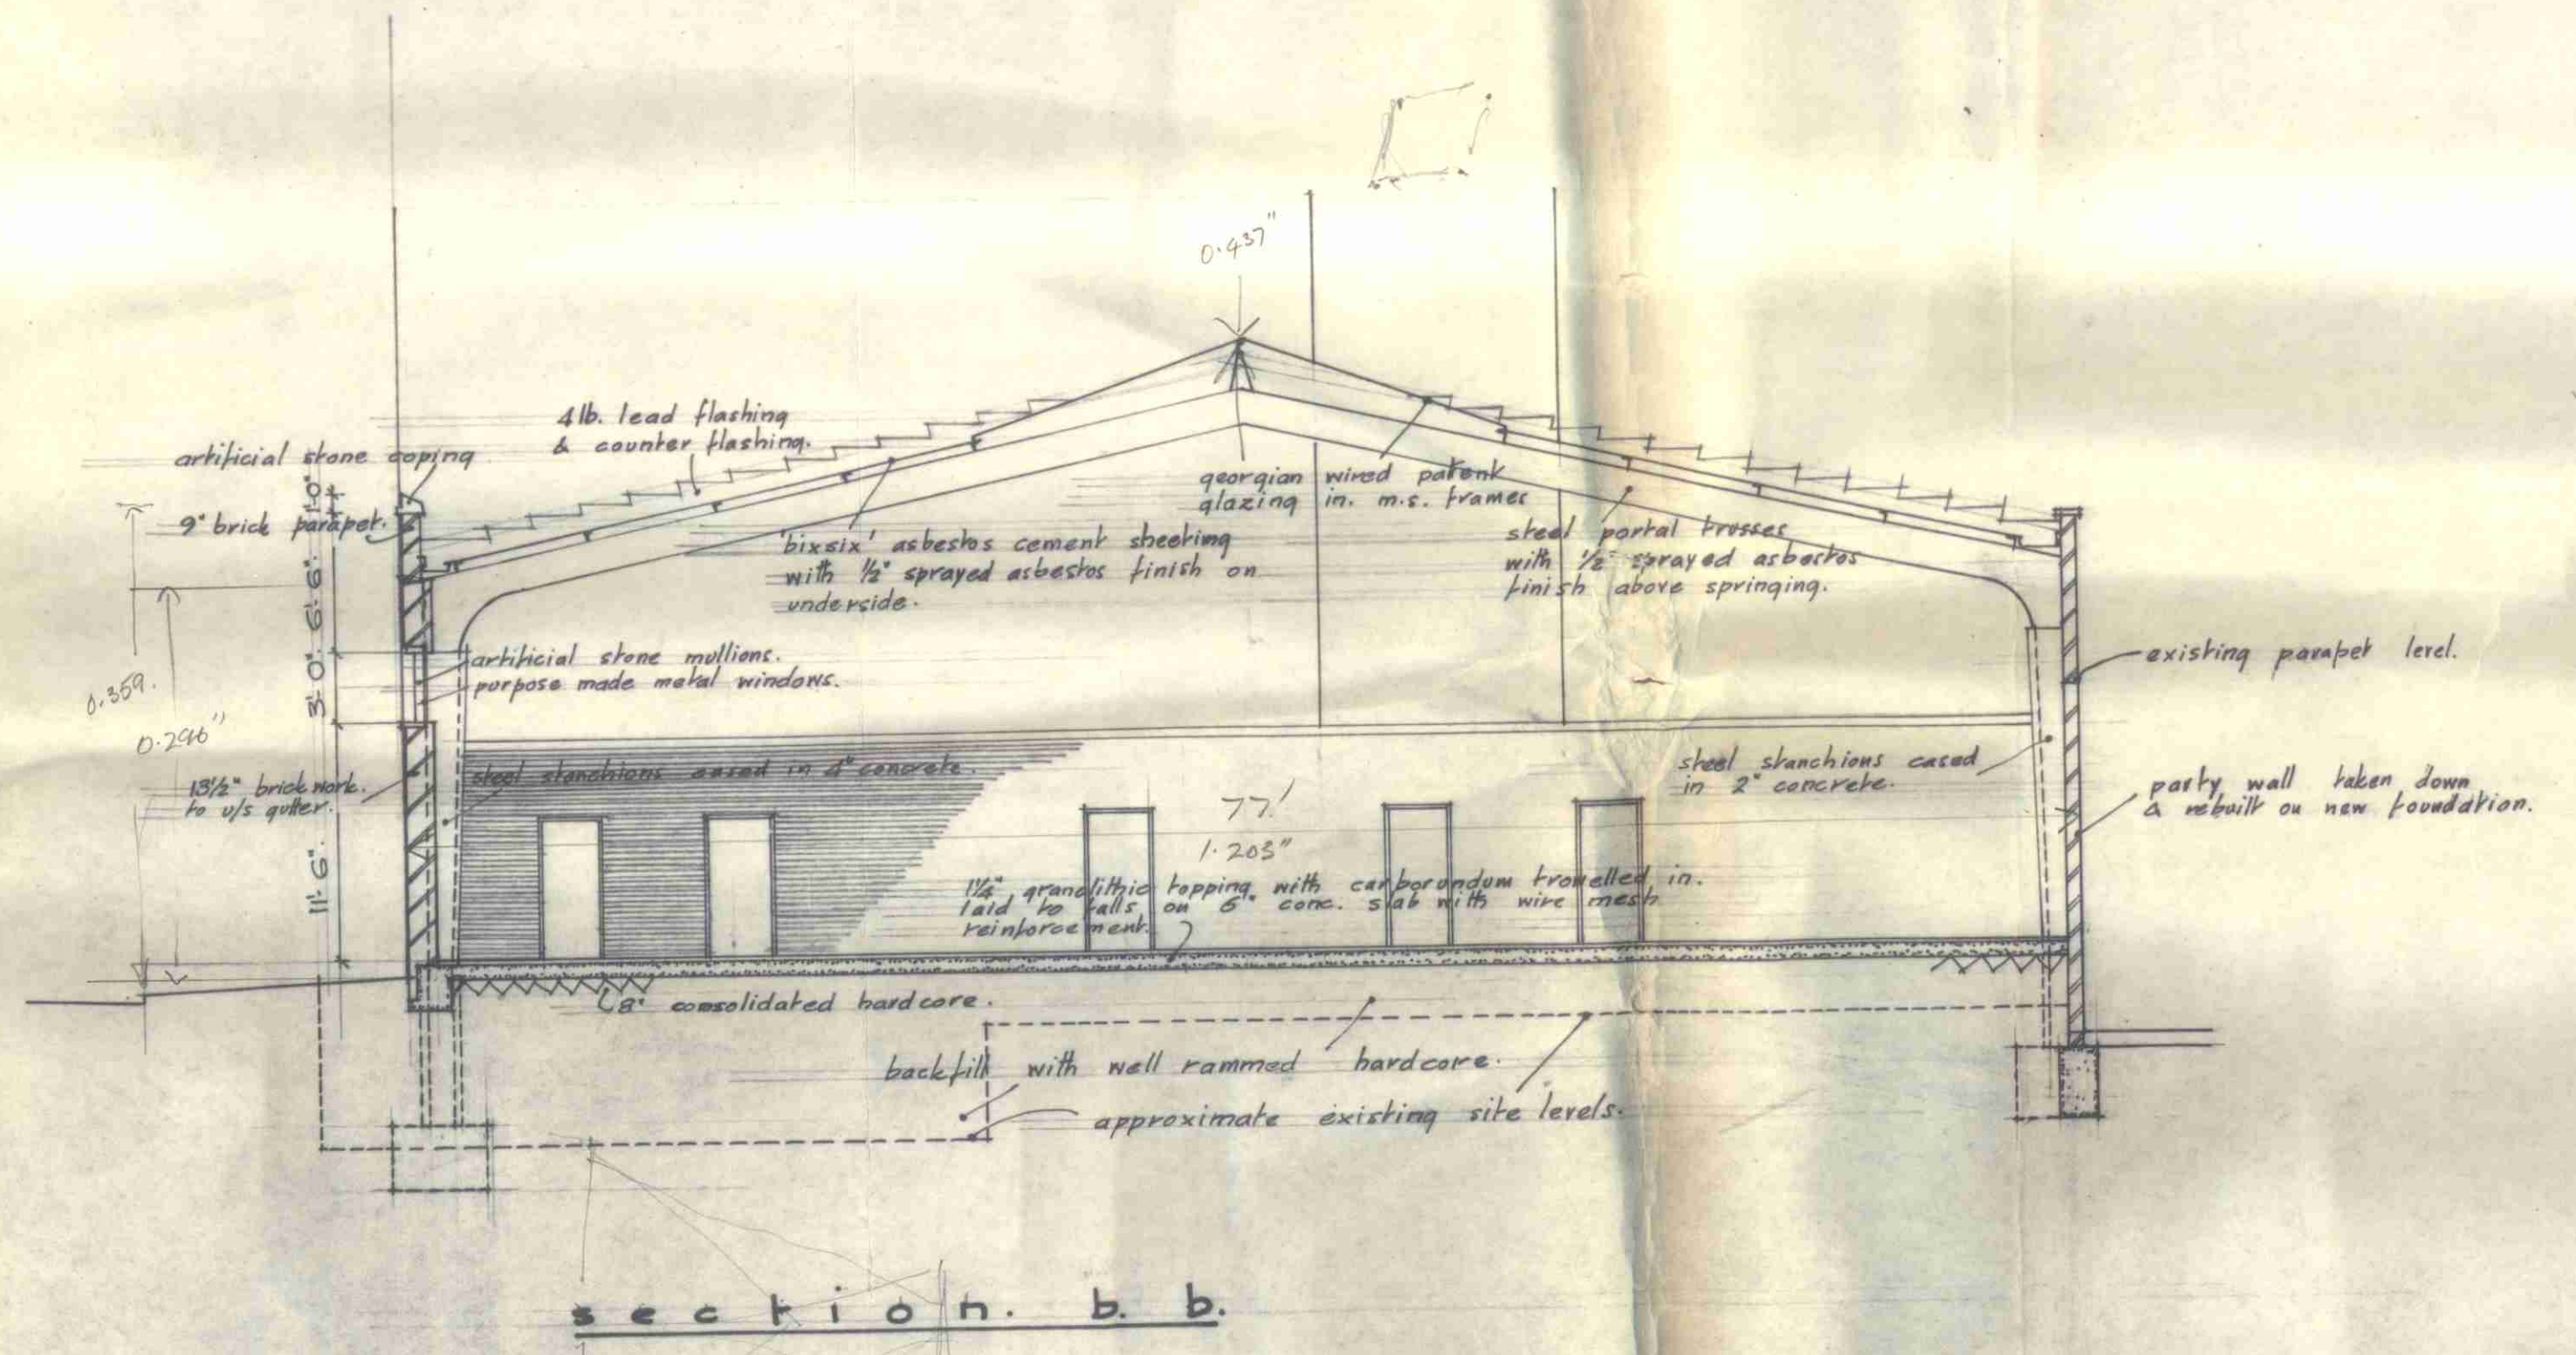 0.437"
4lb. lead flashing
& counter flashing.
artificial stone coping
1'.0"
9" brick parapet.
georgian wired patent
glazing in. m.s. frames
'bixsix' asbestos cement sheeting
with 1/2" sprayed asbestos finish on
underside.
steel portal trusses
with 1/2" sprayed asbestos
finish above springing.
6'.6"
artificial stone mullions.
purpose made metal windows.
3'.0"
existing parapet level.
0.359.
0.296"
13 1/2" brickwork.
to u/s gutter.
steel stanchions cased in 4" concrete.
steel stanchions cased
in 2" concrete.
party wall taken down
& rebuilt on new foundation.
77'
1.203"
11'.6".
1 1/4" granolithic topping with carborundum trowelled in.
laid to falls on 6" conc. slab with wire mesh
reinforcement.
8" consolidated hardcore.
backfill with well rammed hardcore.
approximate existing site levels.
section. b. b.